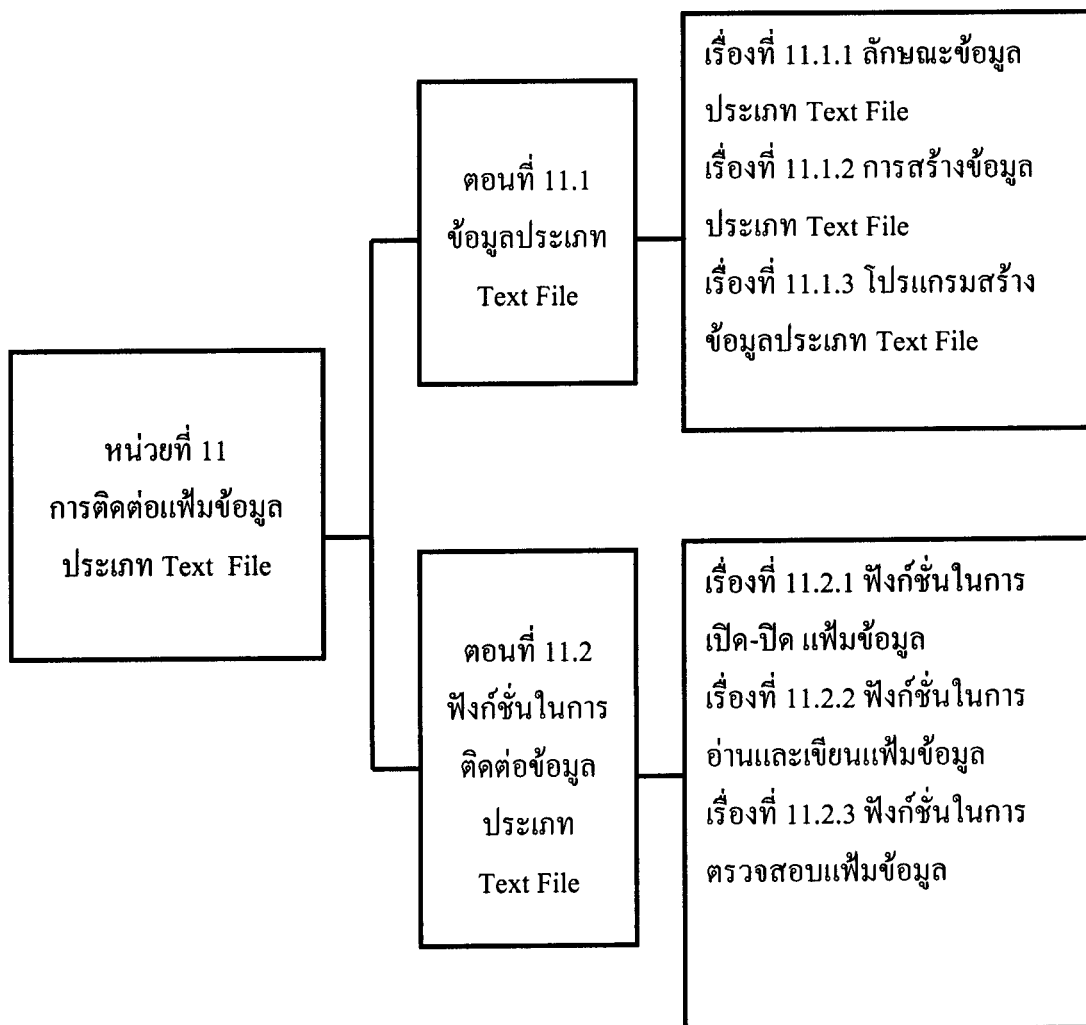 หน่วยที่ 11
การติดต่อแฟ้มข้อมูล
ประเภท Text File
ตอนที่ 11.1
ข้อมูลประเภท
Text File
เรื่องที่ 11.1.1 ลักษณะข้อมูล
ประเภท Text File
เรื่องที่ 11.1.2 การสร้างข้อมูล
ประเภท Text File
เรื่องที่ 11.1.3 โปรแกรมสร้าง
ข้อมูลประเภท Text File
ตอนที่ 11.2
ฟังก์ชั่นในการ
ติดต่อข้อมูล
ประเภท
Text File
เรื่องที่ 11.2.1 ฟังก์ชั่นในการ
เปิด-ปิด แฟ้มข้อมูล
เรื่องที่ 11.2.2 ฟังก์ชั่นในการ
อ่านและเขียนแฟ้มข้อมูล
เรื่องที่ 11.2.3 ฟังก์ชั่นในการ
ตรวจสอบแฟ้มข้อมูล